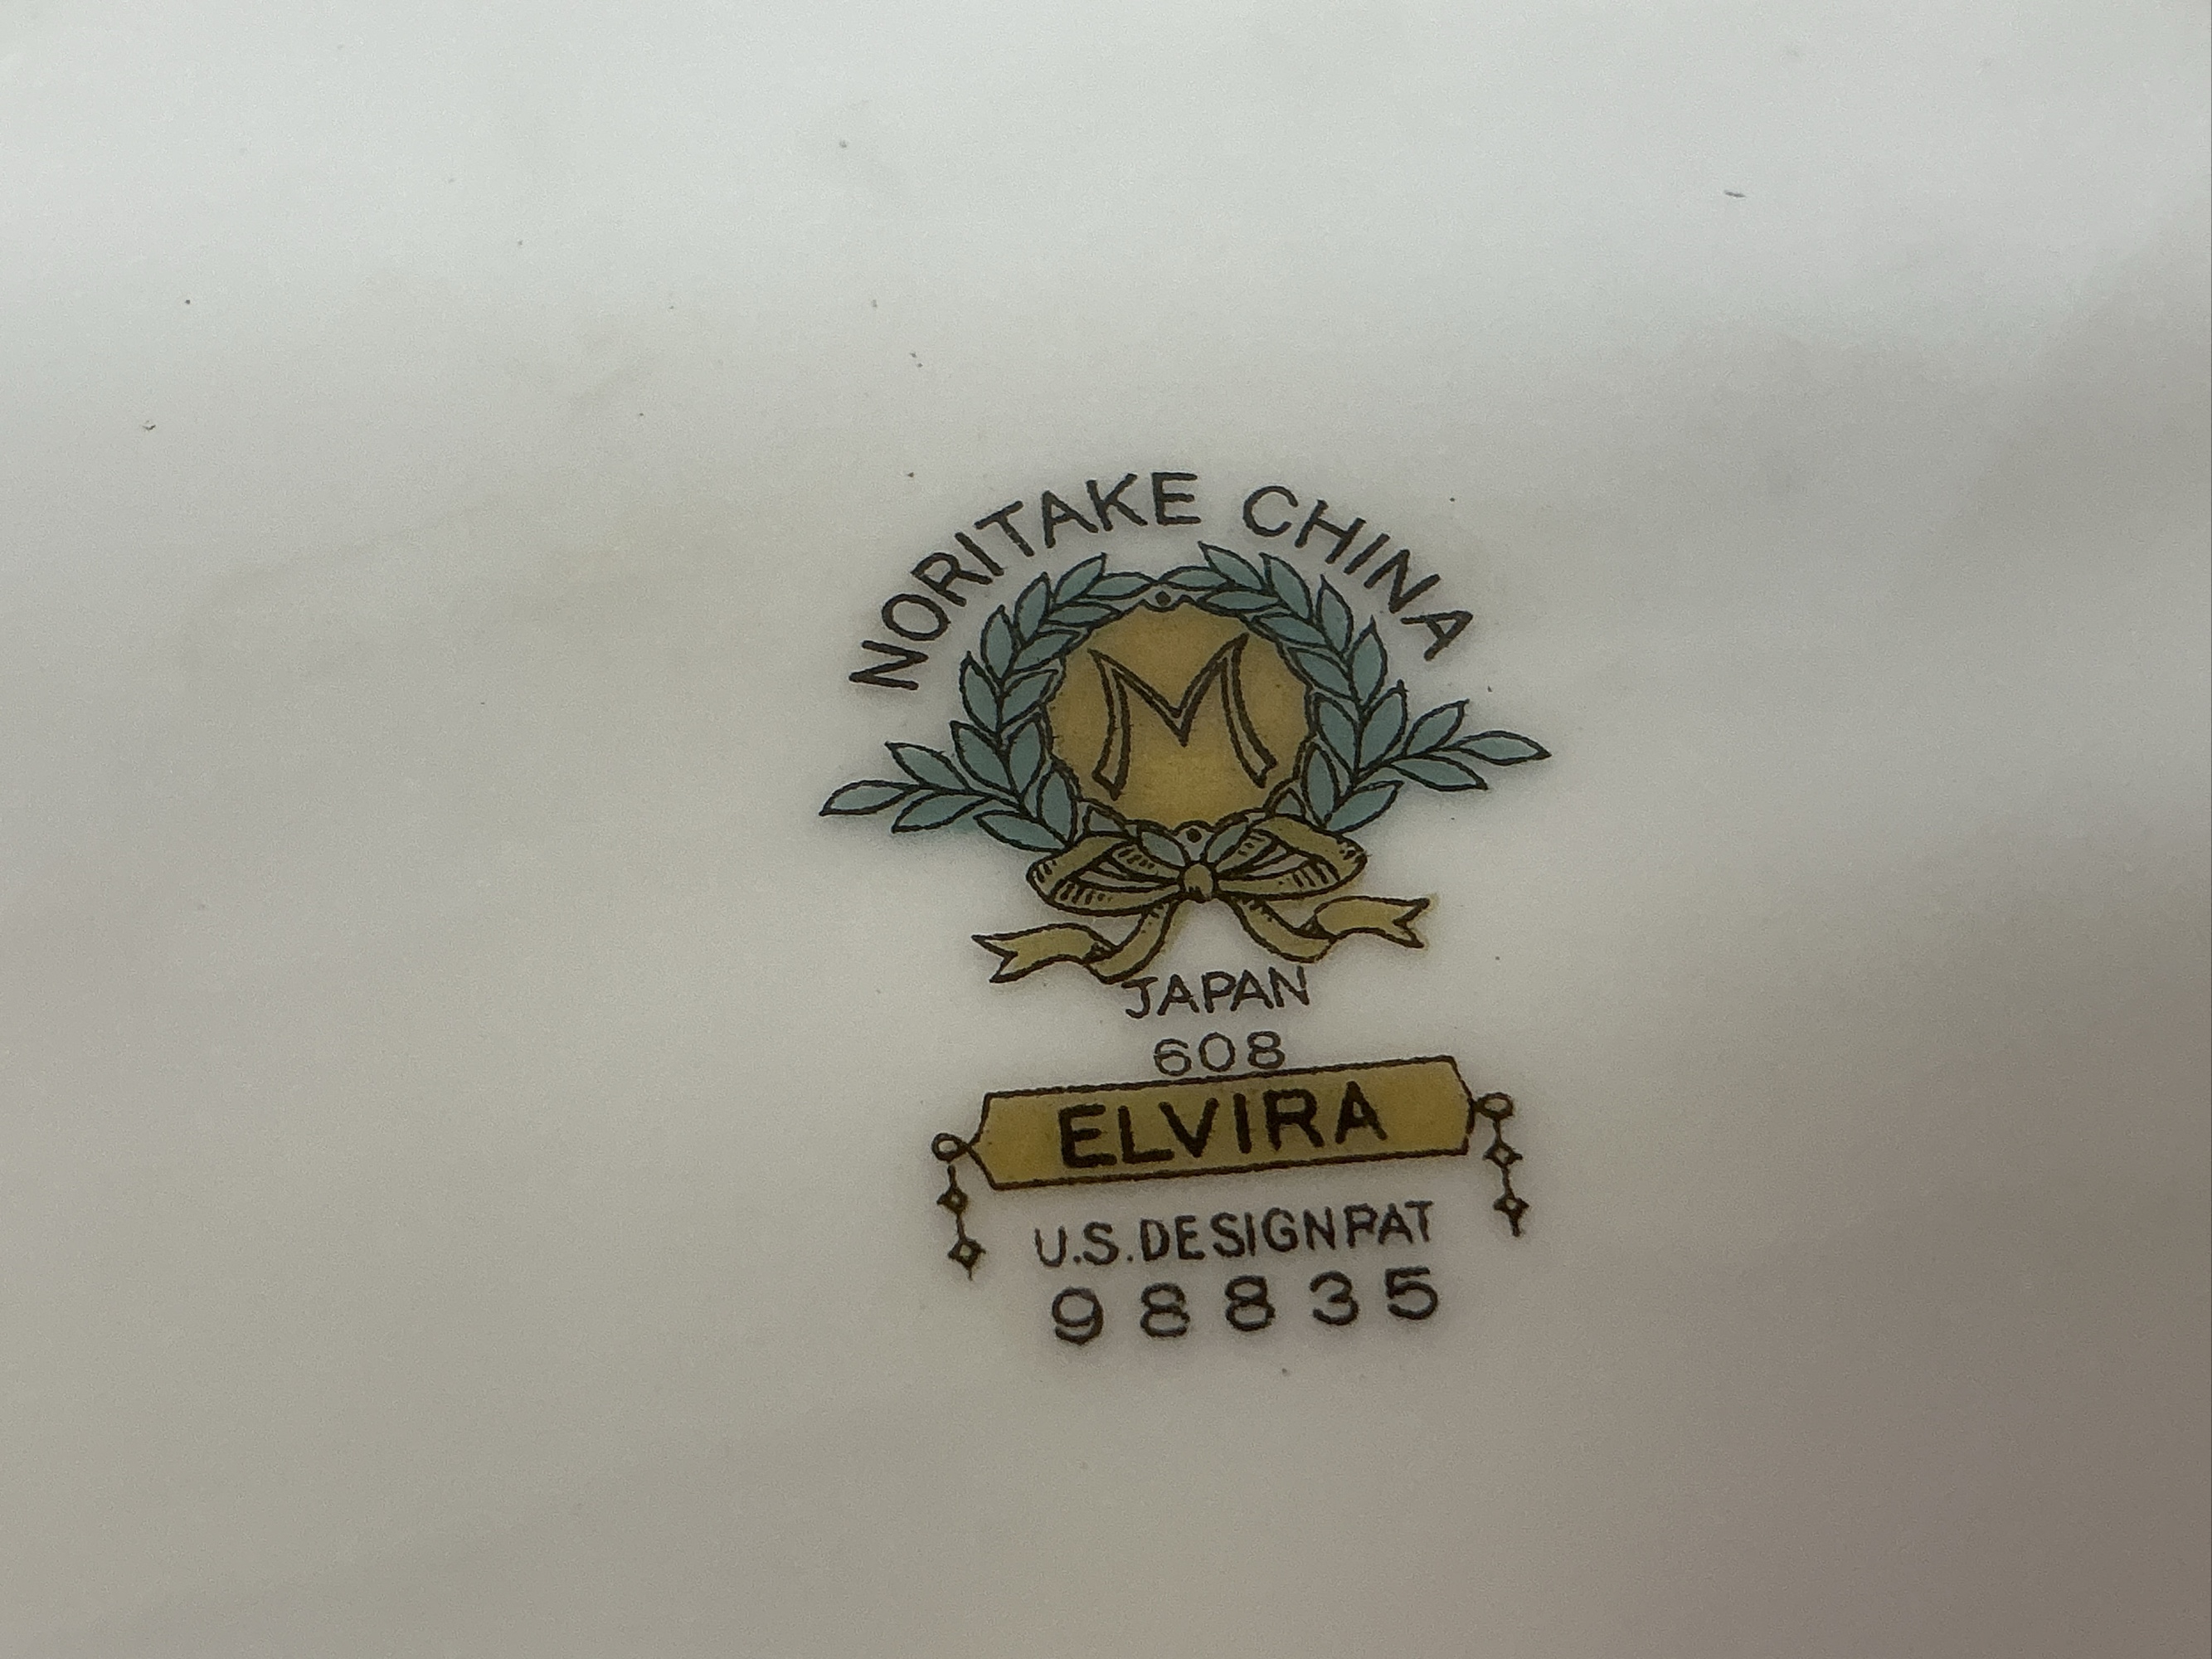 NORITAKE CHINA
M
JAPAN
608
ELVIRA
U.S.DESIGN PAT
98835